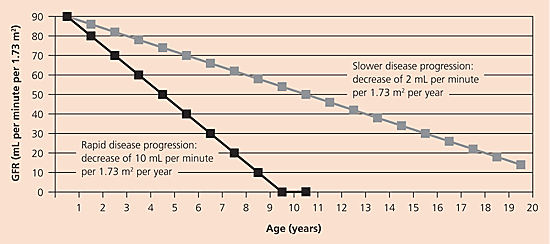 GFR (mL per minute per 1.73 m²)
90
80
70
60
50
40
30
20
10
0
Slower disease progression:
decrease of 2 mL per minute
per 1.73 m² per year
Rapid disease progression:
decrease of 10 mL per minute
per 1.73 m² per year
1 2 3 4 5 6 7 8 9 10 11 12 13 14 15 16 17 18 19 20
Age (years)